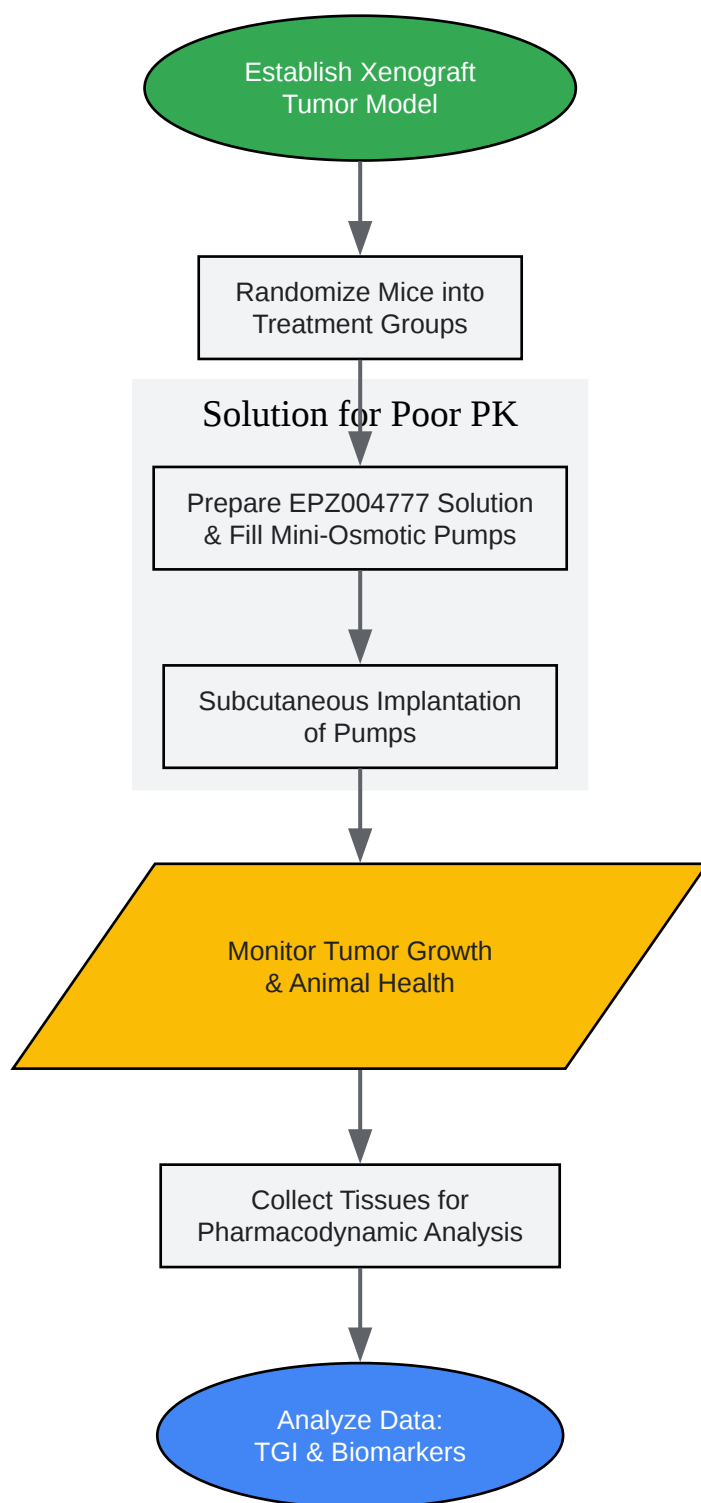 Establish Xenograft
Tumor Model
Randomize Mice into
Treatment Groups
Solution for Poor PK
Prepare EPZ004777 Solution
& Fill Mini-Osmotic Pumps
Subcutaneous Implantation
of Pumps
Monitor Tumor Growth
& Animal Health
Collect Tissues for
Pharmacodynamic Analysis
Analyze Data:
TGI & Biomarkers